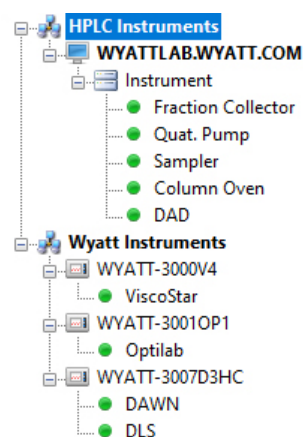 HPLC Instruments
WYATTLAB.WYATT.COM
Instrument
Fraction Collector
Quat. Pump
Sampler
Column Oven
DAD
Wyatt Instruments
WYATT-3000V4
ViscoStar
WYATT-3001OP1
Optilab
WYATT-3007D3HC
DAWN
DLS